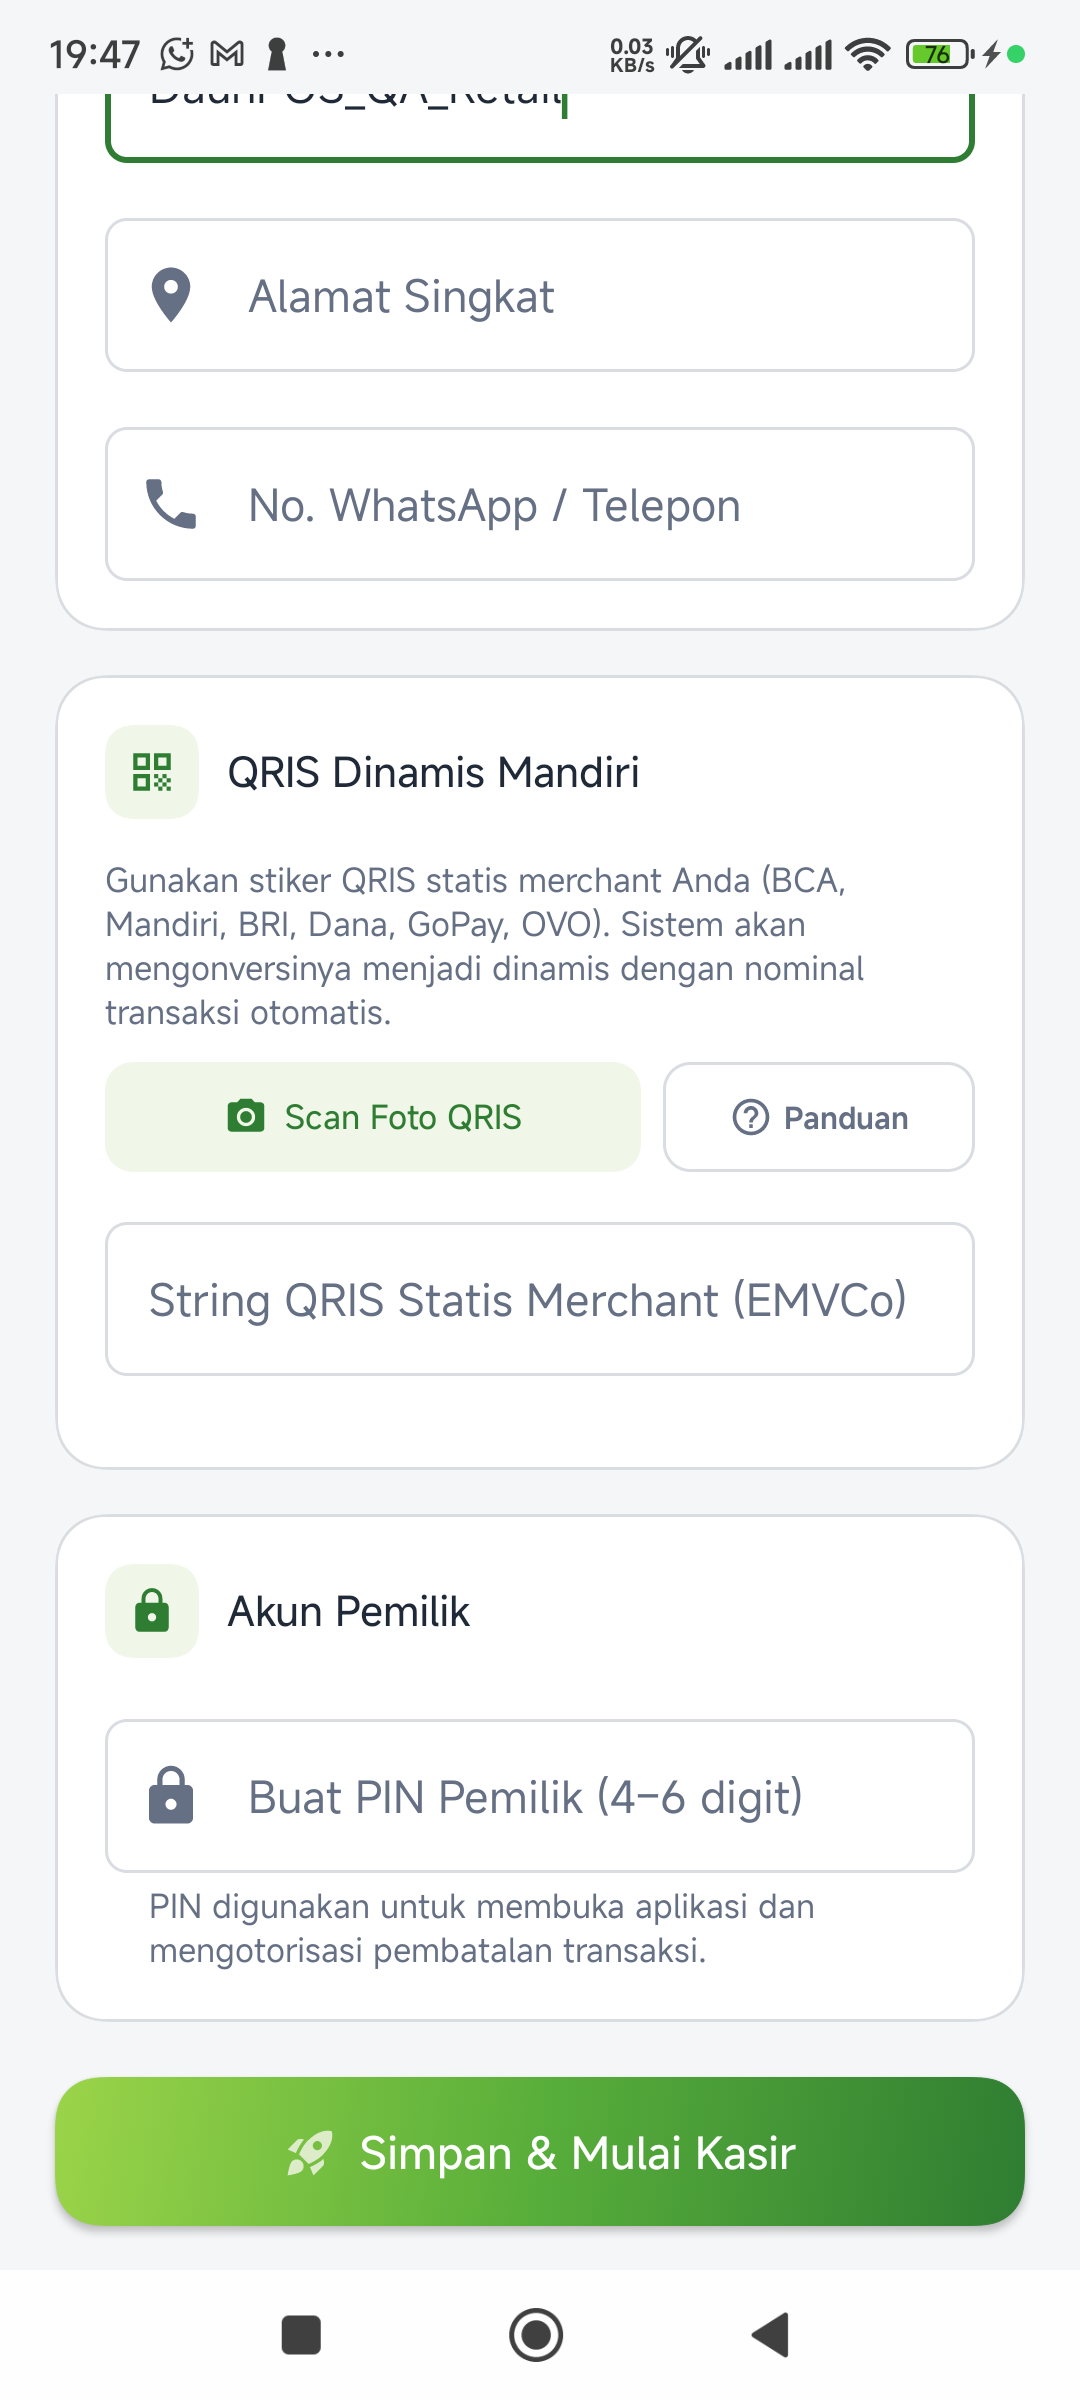 19:47
0.03 KB/s
76
Alamat Singkat
No. WhatsApp / Telepon
QRIS Dinamis Mandiri
Gunakan stiker QRIS statis merchant Anda (BCA,
Mandiri, BRI, Dana, GoPay, OVO). Sistem akan
mengonversinya menjadi dinamis dengan nominal
transaksi otomatis.
Scan Foto QRIS
Panduan
String QRIS Statis Merchant (EMVCo)
Akun Pemilik
Buat PIN Pemilik (4–6 digit)
PIN digunakan untuk membuka aplikasi dan
mengotorisasi pembatalan transaksi.
Simpan & Mulai Kasir